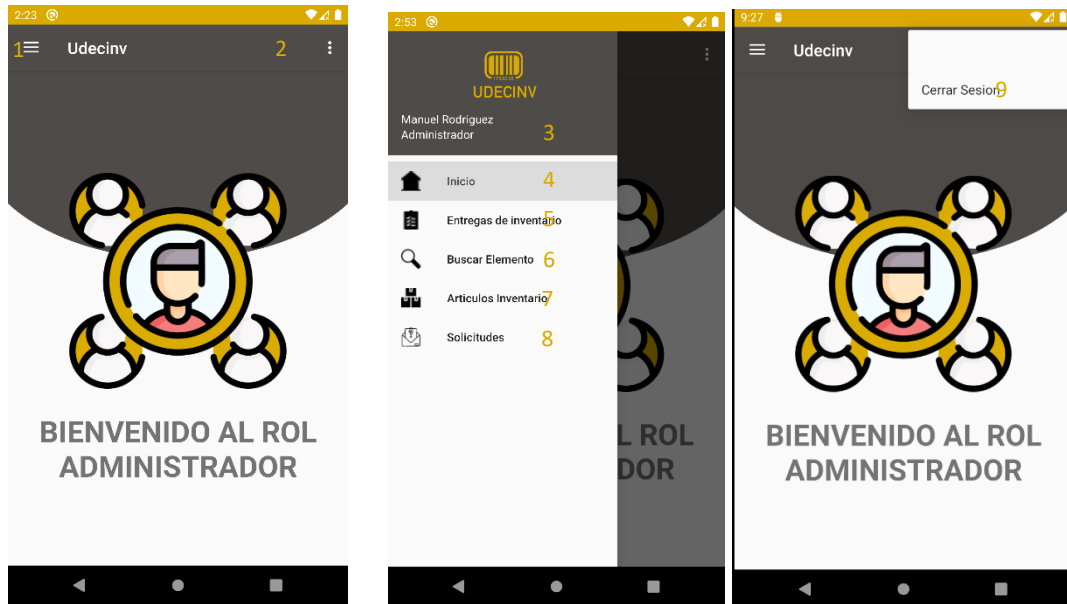 2:23
1 Udecinv 2
BIENVENIDO AL ROL
ADMINISTRADOR
2:53
UDECINV
Manuel Rodriguez
Administrador 3
Inicio 4
Entregas de inventario 5
Buscar Elemento 6
Articulos Inventario 7
Solicitudes 8
L ROL
DOR
9:27
Udecinv
Cerrar Sesion 9
BIENVENIDO AL ROL
ADMINISTRADOR